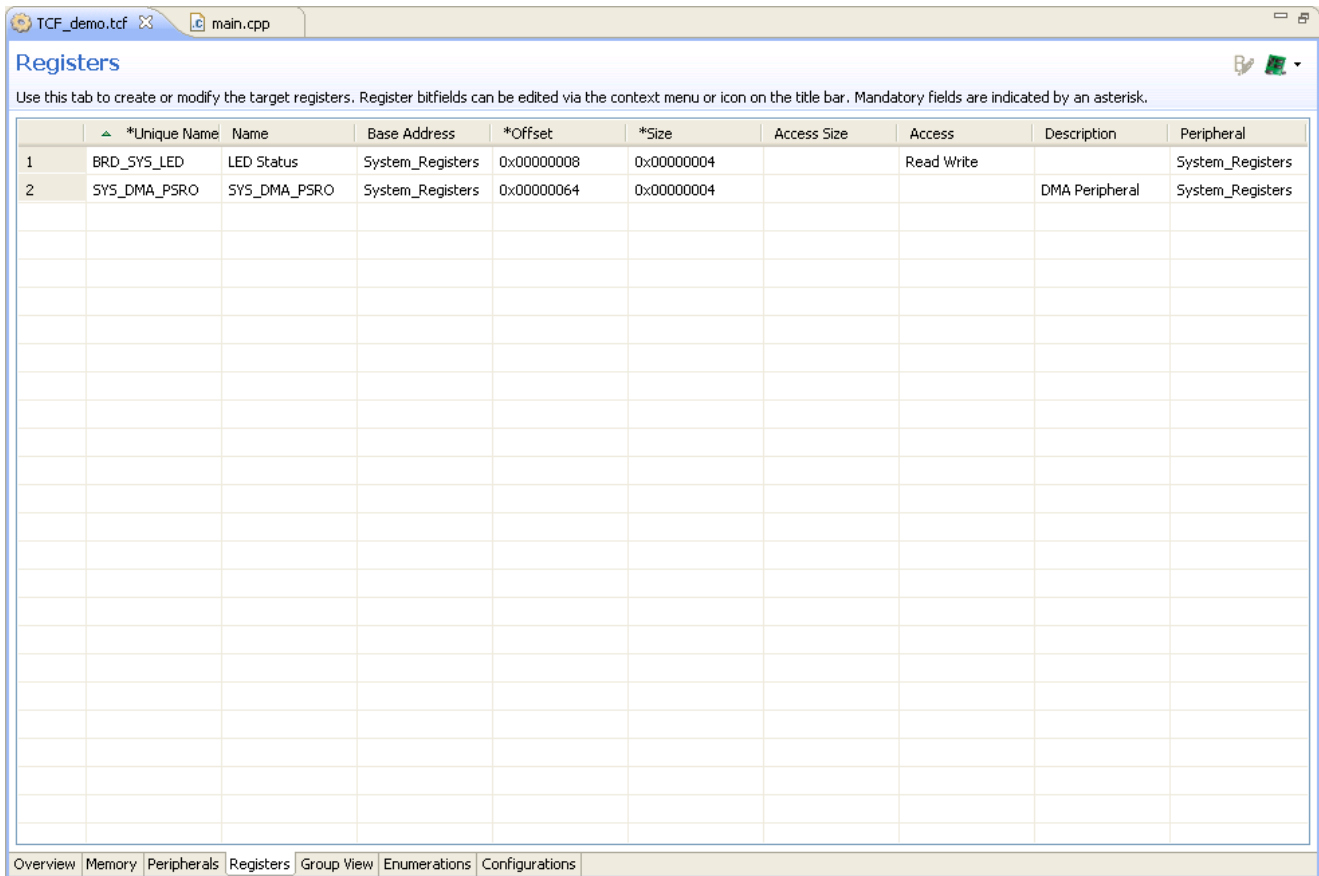 TCF_demo.tcf main.cpp
Registers
Use this tab to create or modify the target registers. Register bitfields can be edited via the context menu or icon on the title bar. Mandatory fields are indicated by an asterisk.
*Unique Name Name Base Address *Offset *Size Access Size Access Description Peripheral
1 BRD_SYS_LED LED Status System_Registers 0x00000008 0x00000004 Read Write System_Registers
2 SYS_DMA_PSRO SYS_DMA_PSRO System_Registers 0x00000064 0x00000004 DMA Peripheral System_Registers
Overview Memory Peripherals Registers Group View Enumerations Configurations